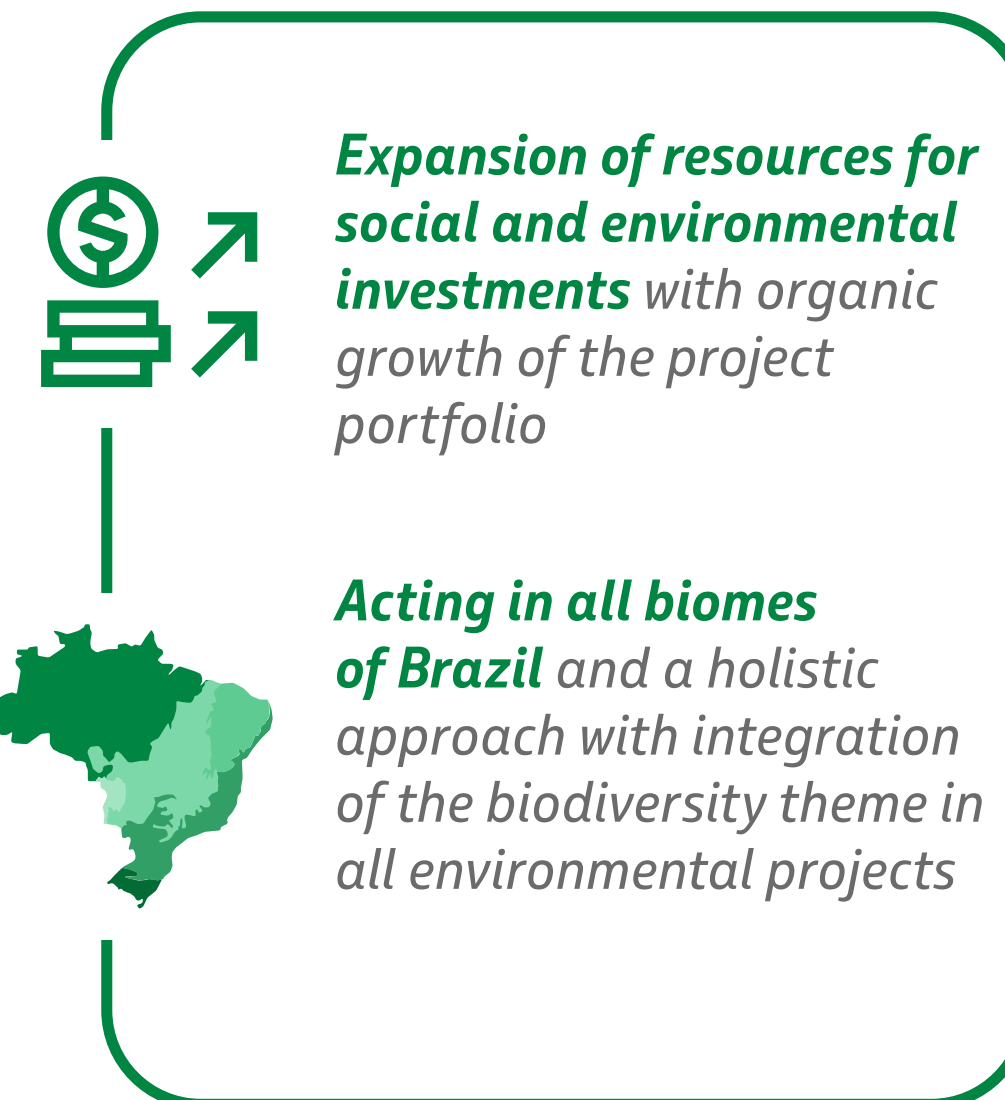 Expansion of resources for
social and environmental
investments with organic
growth of the project
portfolio
Acting in all biomes
of Brazil and a holistic
approach with integration
of the biodiversity theme in
all environmental projects